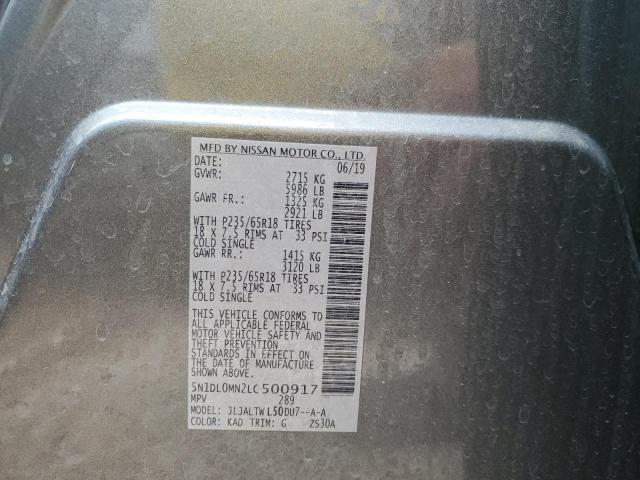 MFD BY NISSAN MOTOR CO., LTD.
DATE: 06/19
GVWR: 2715 KG
5986 LB
GAWR FR.: 1325 KG
2921 LB
WITH P235/65R18 TIRES
18 X 7.5 RIMS AT 33 PSI
COLD SINGLE
GAWR RR.: 1415 KG
3120 LB
WITH P235/65R18 TIRES
18 X 7.5 RIMS AT 33 PSI
COLD SINGLE
THIS VEHICLE CONFORMS TO
ALL APPLICABLE FEDERAL
MOTOR VEHICLE SAFETY AND
THEFT PREVENTION
STANDARDS IN EFFECT ON
THE DATE OF MANUFACTURE
SHOWN ABOVE.
5N1DL0MN2LC500917
MPV 289
MODEL: JLJALTWL50DU7--A-A
COLOR: KAD TRIM: G ZS30A